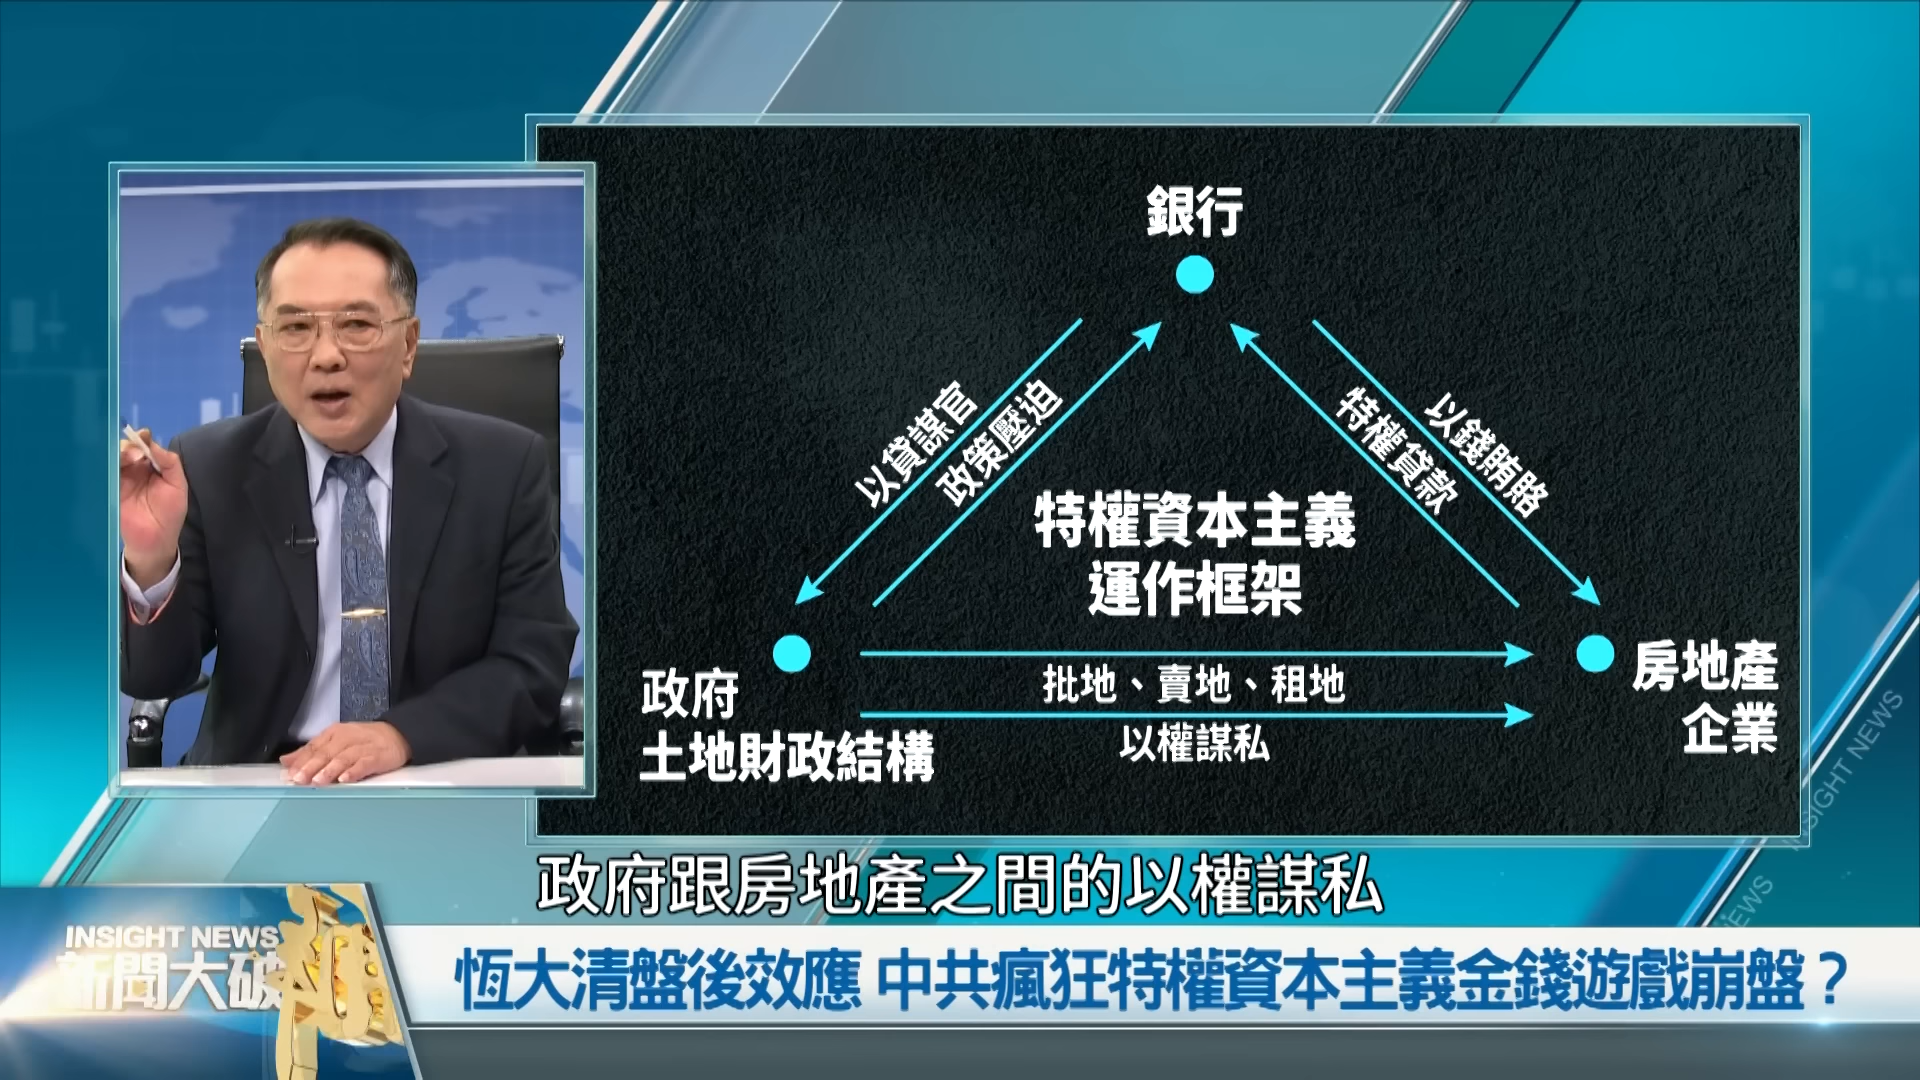 銀行
以貸謀官
政策壓迫
特權貸款
以錢賄賂
特權資本主義
運作框架
政府
土地財政結構
批地、賣地、租地
以權謀私
房地產
企業
政府跟房地產之間的以權謀私
INSIGHT NEWS
新聞大破解
恆大清盤後效應 中共瘋狂特權資本主義金錢遊戲崩盤？
INSIGHT NEWS